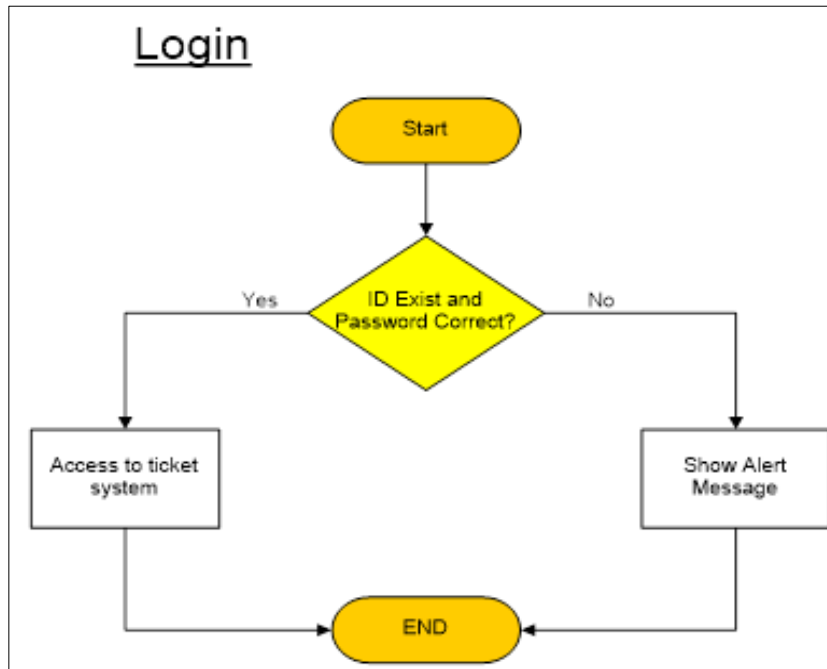 Login
Start
Yes
ID Exist and
Password Correct?
No
Access to ticket
system
Show Alert
Message
END